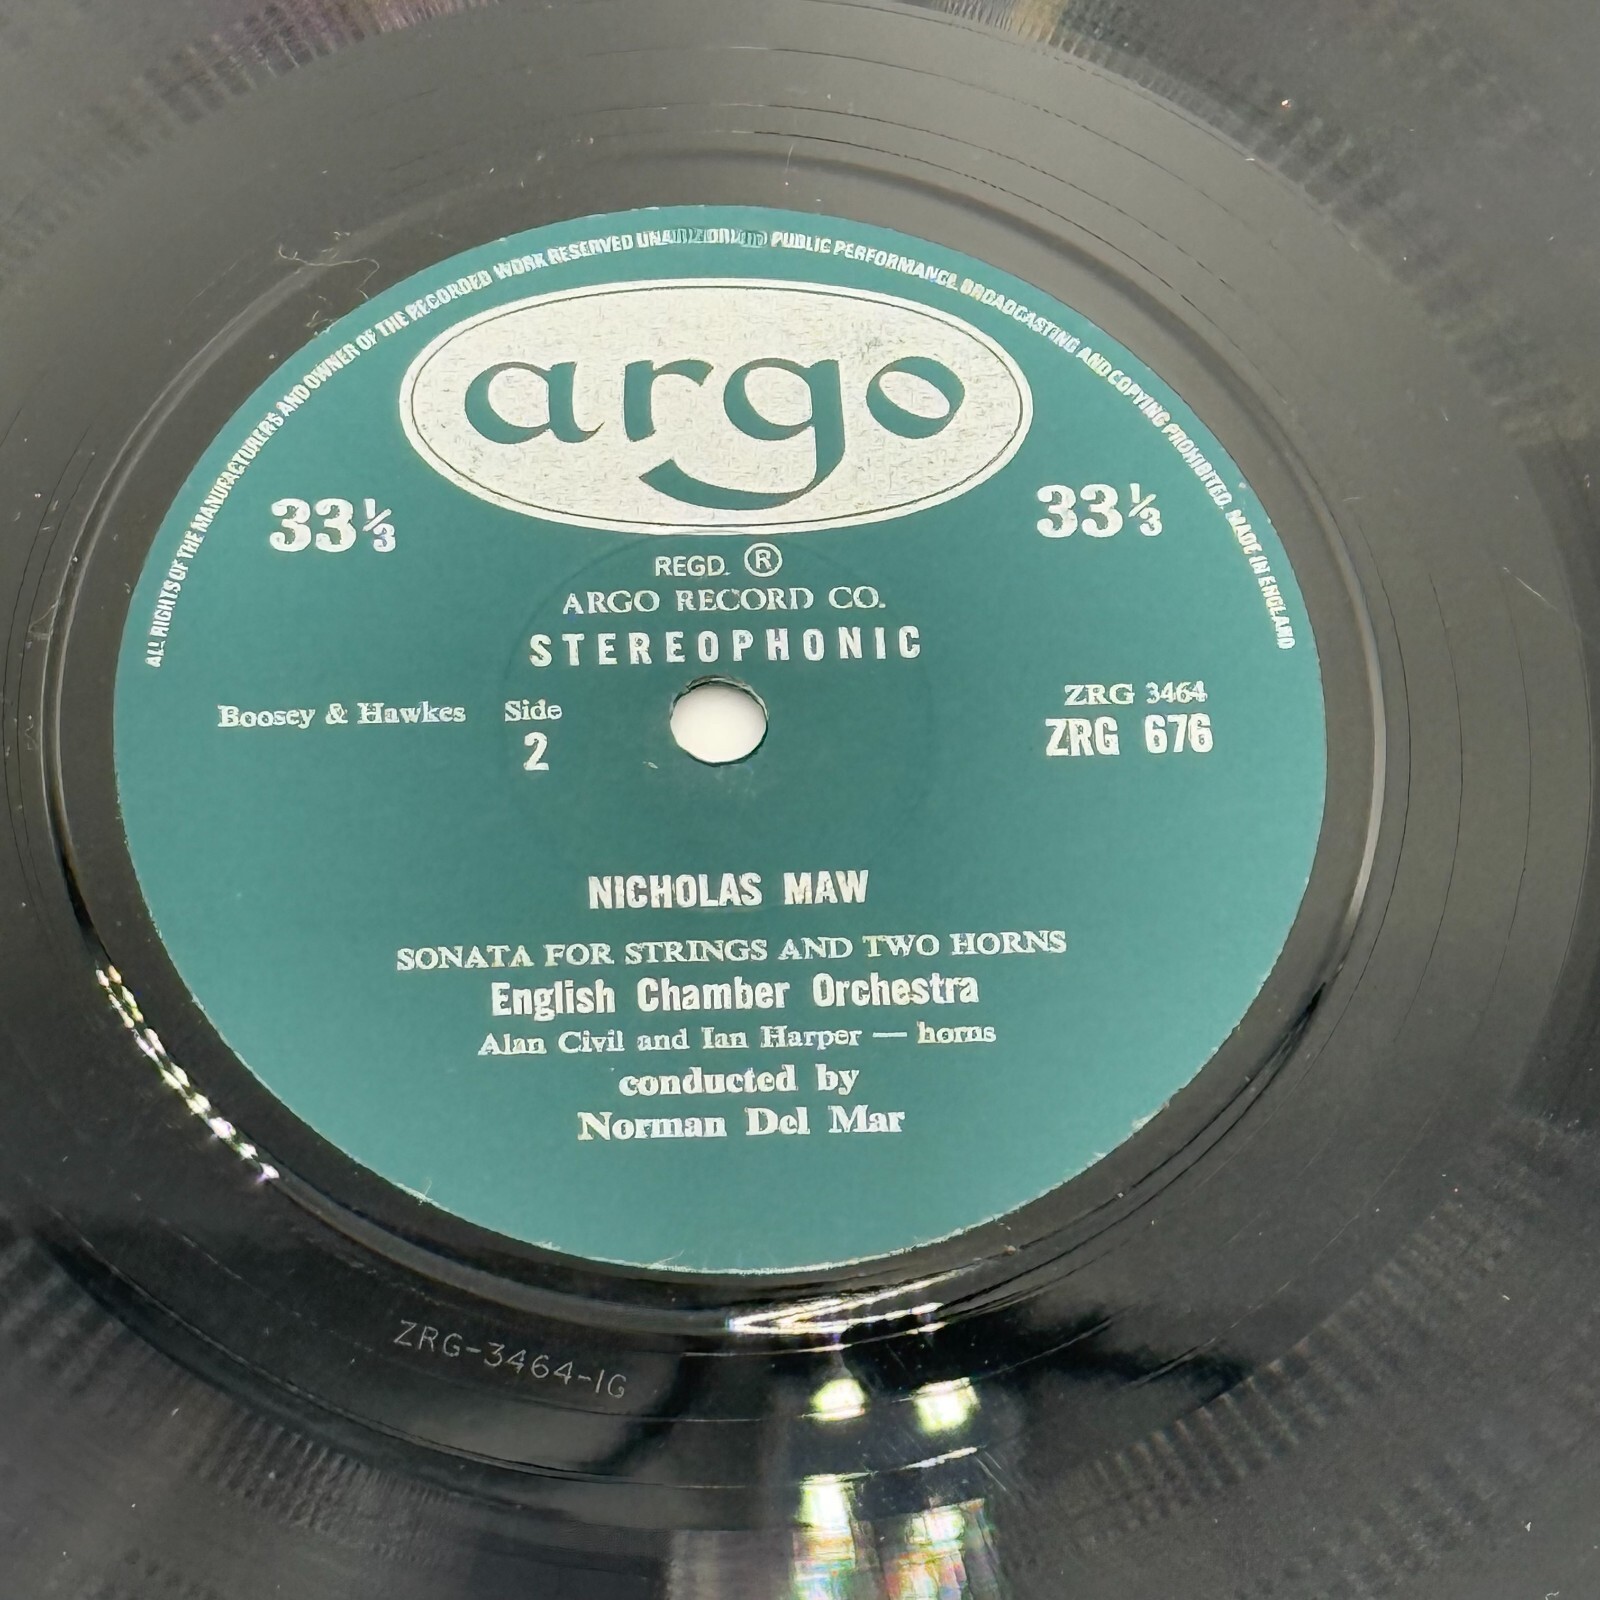 ALL RIGHTS OF THE MANUFACTURERS AND OWNER OF THE RECORDED WORK RESERVED UNAUTHORISED PUBLIC PERFORMANCE BROADCASTING AND COPYING PROHIBITED. MADE IN ENGLAND
argo
33⅓ 33⅓
REGD. ®
ARGO RECORD CO.
STEREOPHONIC
Boosey & Hawkes Side ZRG 3464
2 ZRG 676
NICHOLAS MAW
SONATA FOR STRINGS AND TWO HORNS
English Chamber Orchestra
Alan Civil and Ian Harper — horns
conducted by
Norman Del Mar
ZRG-3464-1G